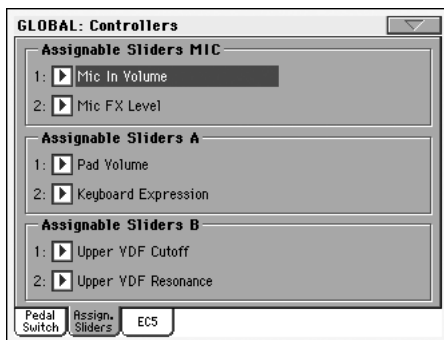 GLOBAL: Controllers
Assignable Sliders MIC
1: Mic In Volume
2: Mic FX Level
Assignable Sliders A
1: Pad Volume
2: Keyboard Expression
Assignable Sliders B
1: Upper VDF Cutoff
2: Upper VDF Resonance
Pedal Switch
Assign. Sliders
EC5